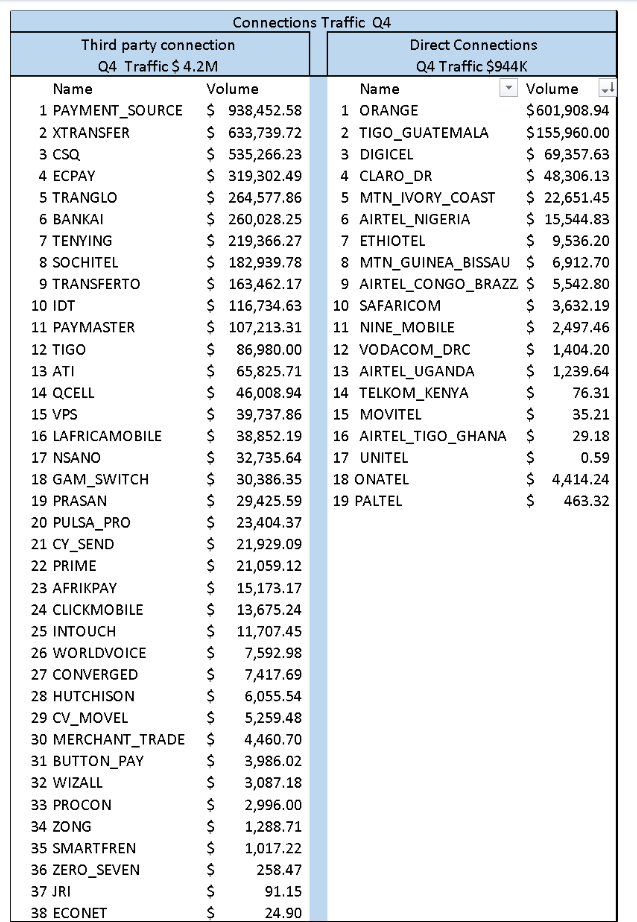 Connections Traffic Q4
Third party connection
Q4 Traffic $ 4.2M
Direct Connections
Q4 Traffic $944K
Name Volume
1 PAYMENT_SOURCE $ 938,452.58
2 XTRANSFER $ 633,739.72
3 CSQ $ 535,266.23
4 ECPAY $ 319,302.49
5 TRANGLO $ 264,577.86
6 BANKAI $ 260,028.25
7 TENYING $ 219,366.27
8 SOCHITEL $ 182,939.78
9 TRANSFERTO $ 163,462.17
10 IDT $ 116,734.63
11 PAYMASTER $ 107,213.31
12 TIGO $ 86,980.00
13 ATI $ 65,825.71
14 QCELL $ 46,008.94
15 VPS $ 39,737.86
16 LAFRICAMOBILE $ 38,852.19
17 NSANO $ 32,735.64
18 GAM_SWITCH $ 30,386.35
19 PRASAN $ 29,425.59
20 PULSA_PRO $ 23,404.37
21 CY_SEND $ 21,929.09
22 PRIME $ 21,059.12
23 AFRIKPAY $ 15,173.17
24 CLICKMOBILE $ 13,675.24
25 INTOUCH $ 11,707.45
26 WORLDVOICE $ 7,592.98
27 CONVERGED $ 7,417.69
28 HUTCHISON $ 6,055.54
29 CV_MOVEL $ 5,259.48
30 MERCHANT_TRADE $ 4,460.70
31 BUTTON_PAY $ 3,986.02
32 WIZALL $ 3,087.18
33 PROCON $ 2,996.00
34 ZONG $ 1,288.71
35 SMARTFREN $ 1,017.22
36 ZERO_SEVEN $ 258.47
37 JRI $ 91.15
38 ECONET $ 24.90
Name Volume
1 ORANGE $601,908.94
2 TIGO_GUATEMALA $155,960.00
3 DIGICEL $ 69,357.63
4 CLARO_DR $ 48,306.13
5 MTN_IVORY_COAST $ 22,651.45
6 AIRTEL_NIGERIA $ 15,544.83
7 ETHIOTEL $ 9,536.20
8 MTN_GUINEA_BISSAU $ 6,912.70
9 AIRTEL_CONGO_BRAZZ $ 5,542.80
10 SAFARICOM $ 3,632.19
11 NINE_MOBILE $ 2,497.46
12 VODACOM_DRC $ 1,404.20
13 AIRTEL_UGANDA $ 1,239.64
14 TELKOM_KENYA $ 76.31
15 MOVITEL $ 35.21
16 AIRTEL_TIGO_GHANA $ 29.18
17 UNITEL $ 0.59
18 ONATEL $ 4,414.24
19 PALTEL $ 463.32